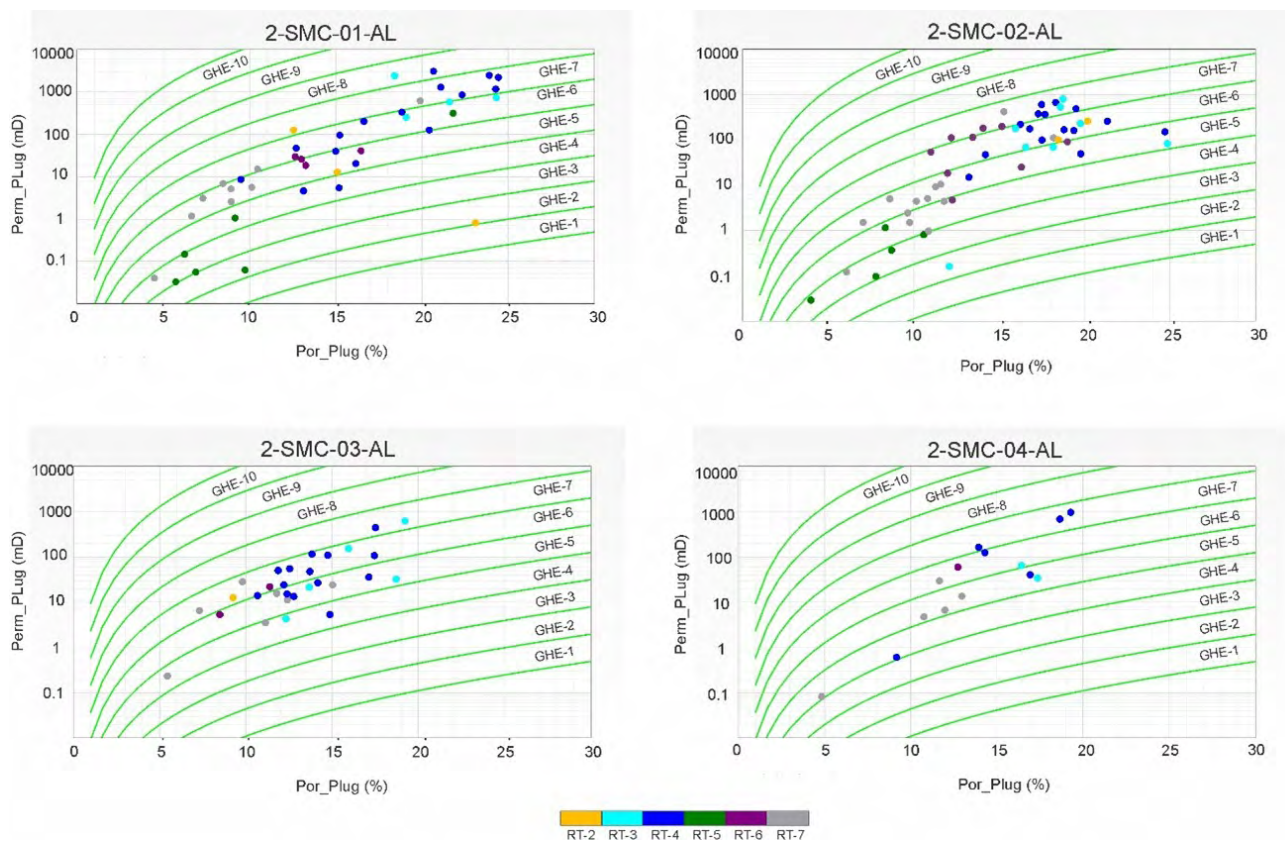 2-SMC-01-AL
10000
1000
100
10
1
0.1
Perm_PLug (mD)
GHE-10
GHE-9
GHE-8
GHE-7
GHE-6
GHE-5
GHE-4
GHE-3
GHE-2
GHE-1
0 5 10 15 20 25 30
Por_Plug (%)
2-SMC-02-AL
10000
1000
100
10
1
0.1
Perm_PLug (mD)
GHE-10
GHE-9
GHE-8
GHE-7
GHE-6
GHE-5
GHE-4
GHE-3
GHE-2
GHE-1
0 5 10 15 20 25 30
Por_Plug (%)
2-SMC-03-AL
10000
1000
100
10
1
0.1
Perm_PLug (mD)
GHE-10
GHE-9
GHE-8
GHE-7
GHE-6
GHE-5
GHE-4
GHE-3
GHE-2
GHE-1
0 5 10 15 20 25 30
Por_Plug (%)
2-SMC-04-AL
10000
1000
100
10
1
0.1
Perm_PLug (mD)
GHE-10
GHE-9
GHE-8
GHE-7
GHE-6
GHE-5
GHE-4
GHE-3
GHE-2
GHE-1
0 5 10 15 20 25 30
Por_Plug (%)
RT-2 RT-3 RT-4 RT-5 RT-6 RT-7